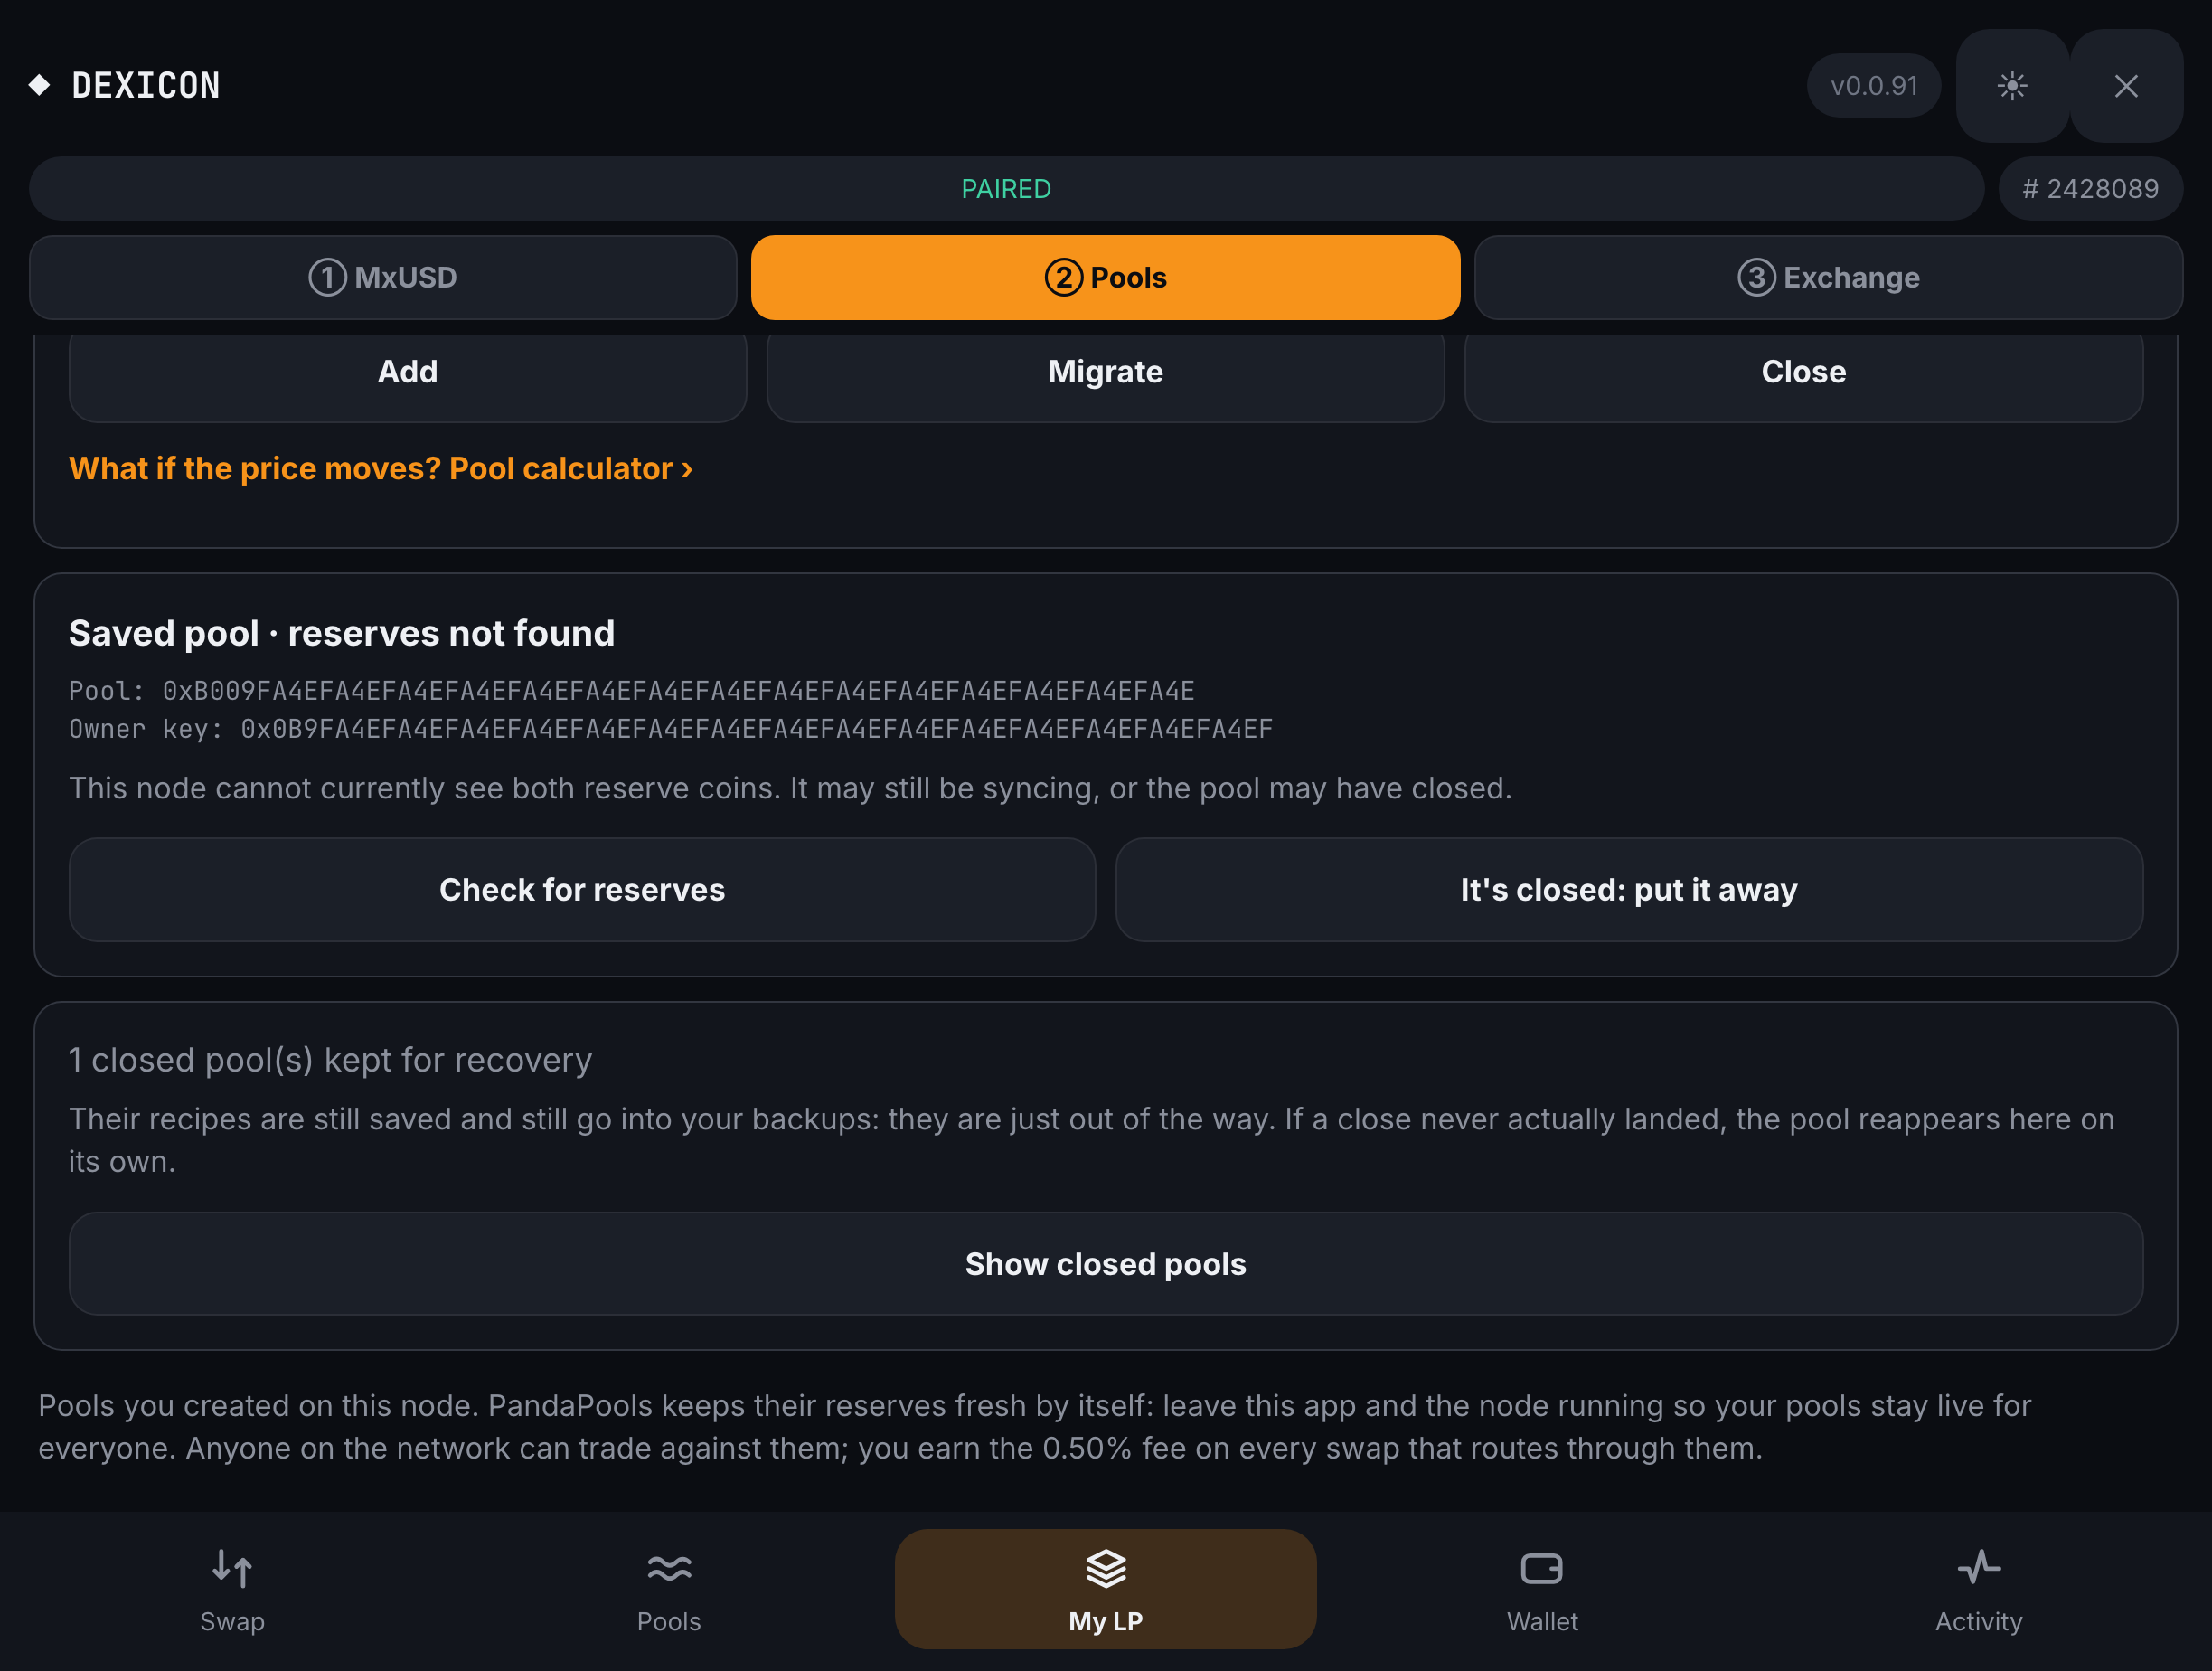 DEXICON
v0.0.91
PAIRED
# 2428089
1 MxUSD
2 Pools
3 Exchange
Add
Migrate
Close
What if the price moves? Pool calculator ›
Saved pool · reserves not found
Pool: 0xB009FA4EFA4EFA4EFA4EFA4EFA4EFA4EFA4EFA4EFA4EFA4EFA4EFA4EFA4EFA4E
Owner key: 0x0B9FA4EFA4EFA4EFA4EFA4EFA4EFA4EFA4EFA4EFA4EFA4EFA4EFA4EFA4EFA4EF
This node cannot currently see both reserve coins. It may still be syncing, or the pool may have closed.
Check for reserves
It's closed: put it away
1 closed pool(s) kept for recovery
Their recipes are still saved and still go into your backups: they are just out of the way. If a close never actually landed, the pool reappears here on
its own.
Show closed pools
Pools you created on this node. PandaPools keeps their reserves fresh by itself: leave this app and the node running so your pools stay live for
everyone. Anyone on the network can trade against them; you earn the 0.50% fee on every swap that routes through them.
Swap
Pools
My LP
Wallet
Activity